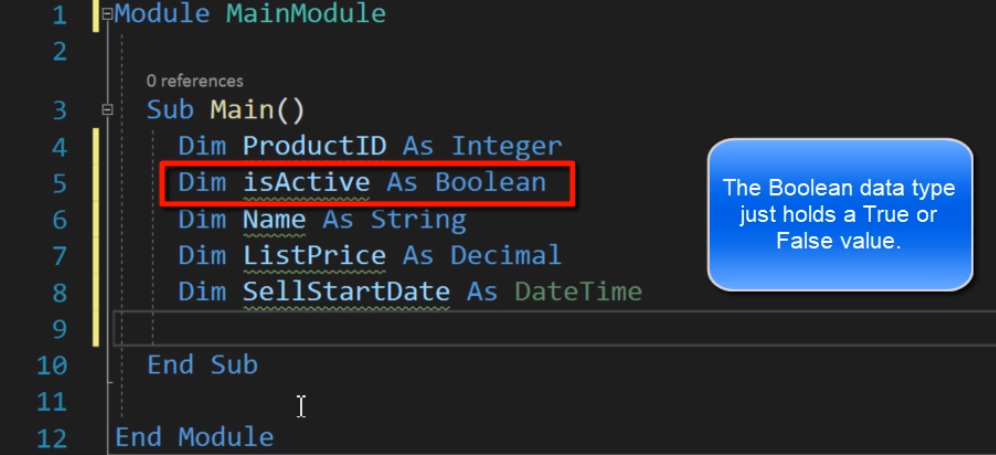 1 Module MainModule
2
0 references
3 Sub Main()
4 Dim ProductID As Integer
5 Dim isActive As Boolean
6 Dim Name As String
7 Dim ListPrice As Decimal
8 Dim SellStartDate As DateTime
9
10 End Sub
11
12 End Module
The Boolean data type
just holds a True or
False value.